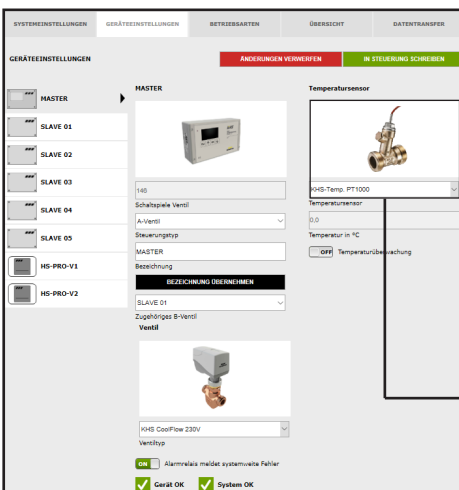 SYSTEMEINSTELLUNGEN GERÄTEEINSTELLUNGEN BETRIEBSARTEN ÜBERSICHT DATENTRANSFER
GERÄTEEINSTELLUNGEN
ÄNDERUNGEN VERWERFEN IN STEUERUNG SCHREIBEN
MASTER
SLAVE 01
SLAVE 02
SLAVE 03
SLAVE 04
SLAVE 05
HS-PRO-V1
HS-PRO-V2
MASTER
146
Schaltspiele Ventil
A-Ventil
Steuerungstyp
MASTER
Bezeichnung
BEZEICHNUNG ÜBERNEHMEN
SLAVE 01
Zugehöriges B-Ventil
Ventil
KHS CoolFlow 230V
Ventiltyp
ON Alarmrelais meldet systemweite Fehler
Gerät OK System OK
Temperatursensor
KHS-Temp. PT1000
Temperatursensor
0,0
Temperatur in °C
OFF Temperaturüberwachung